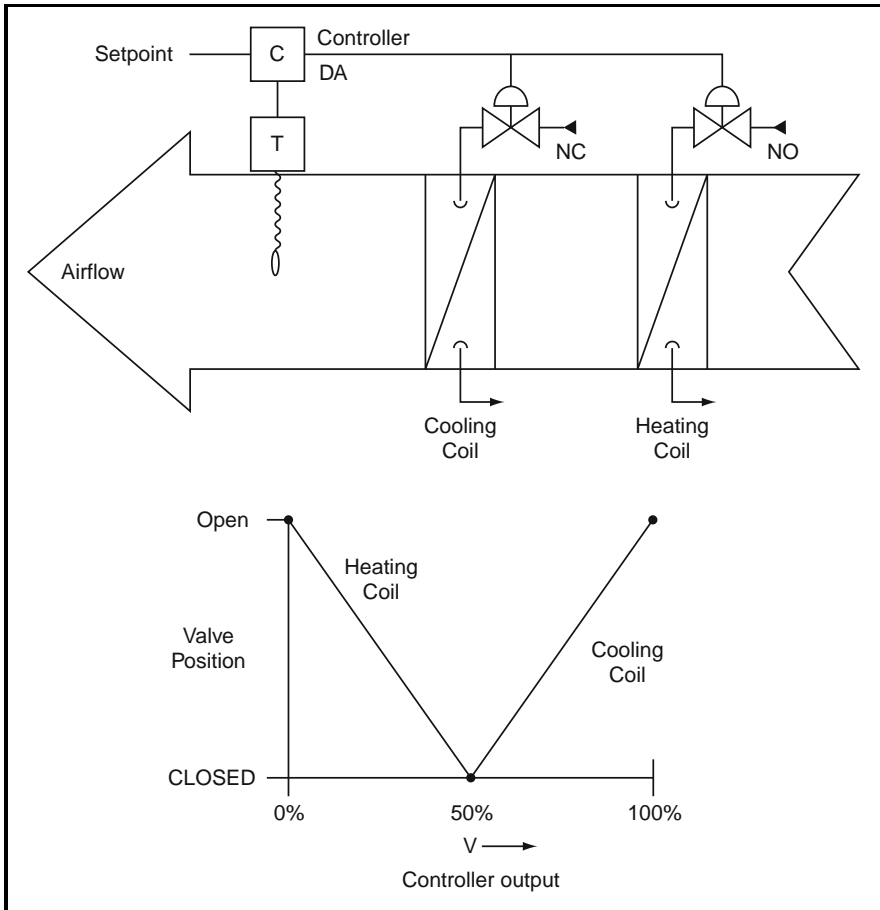 Setpoint
C
Controller
DA
T
NC
NO
Airflow
Cooling
Coil
Heating
Coil
Open
Heating
Coil
Valve
Position
Cooling
Coil
CLOSED
0%
50%
100%
V
Controller output